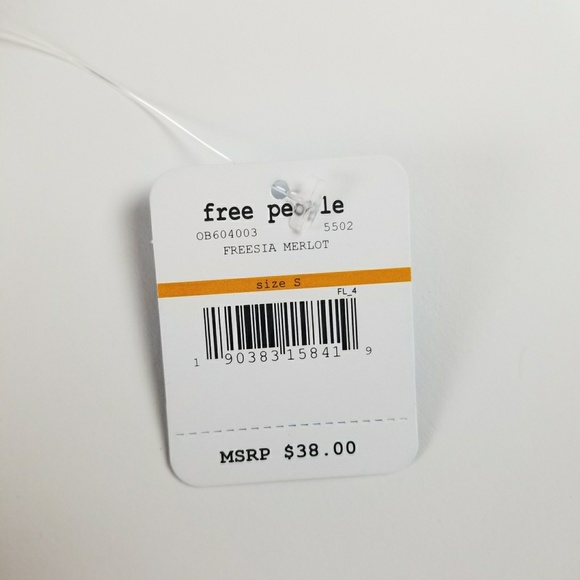 free people
OB604003 5502
FREESIA MERLOT
size S
FL_4
1 90383 15841 9
MSRP $38.00